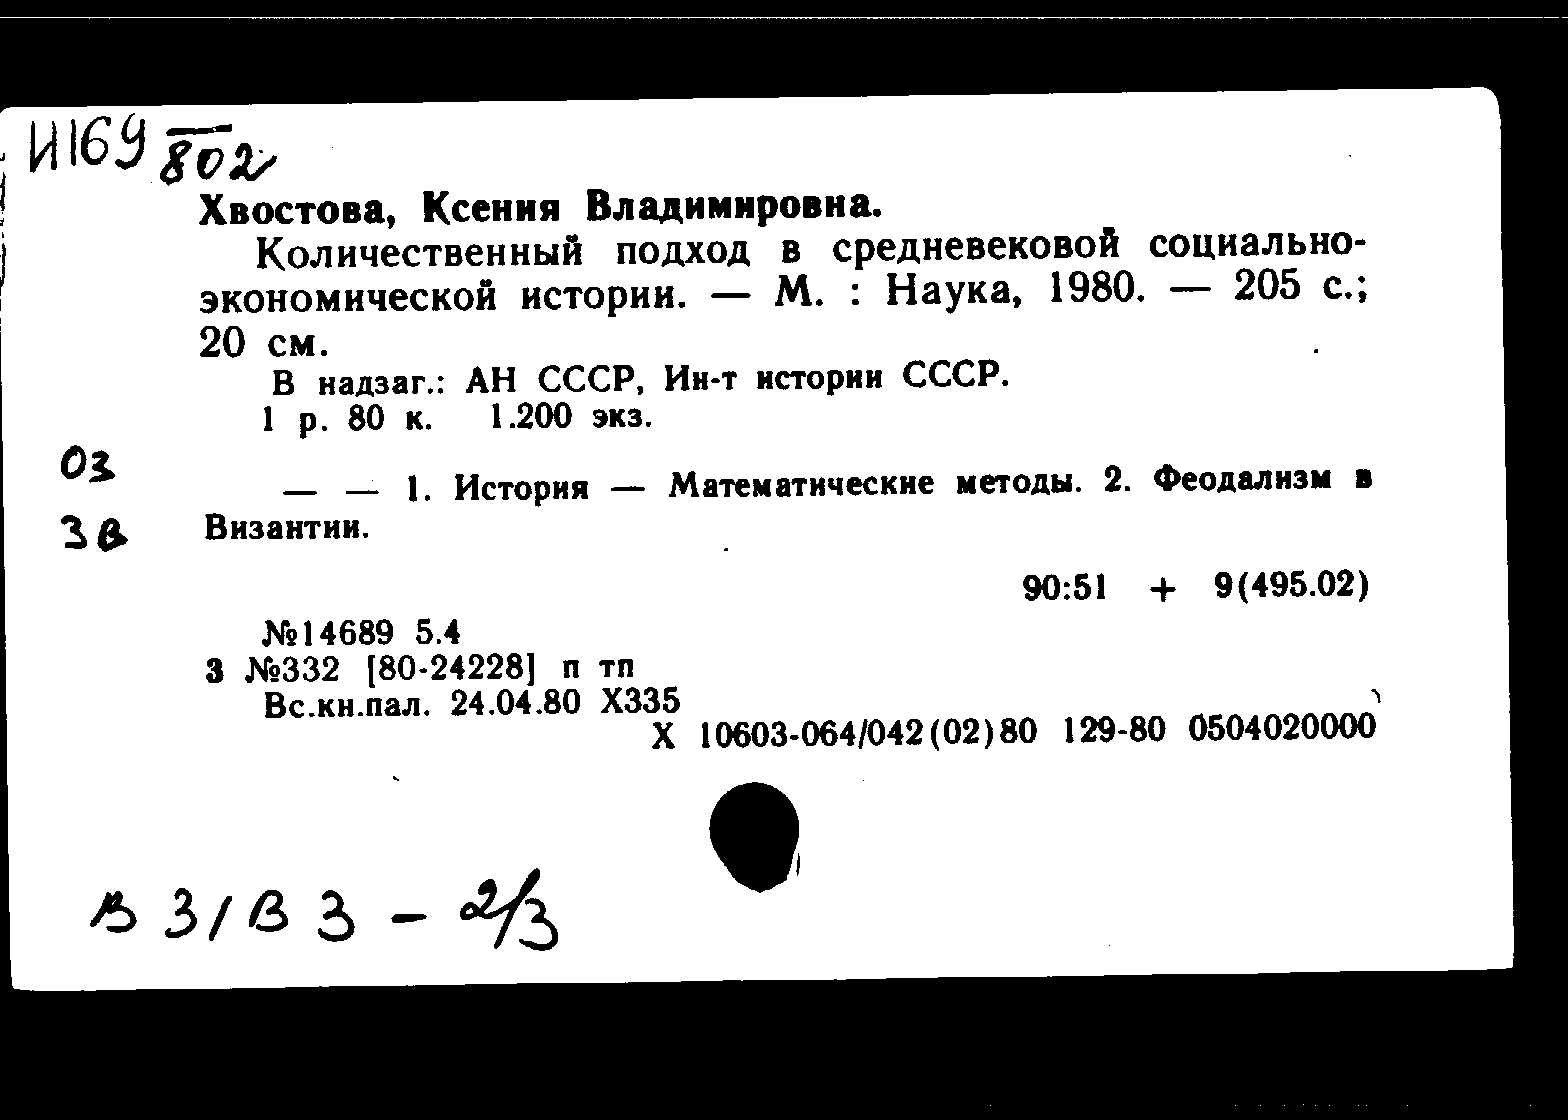 И169 802
Хвостова, Ксения Владимировна.
Количественный подход в средневековой социально-
экономической истории. — М. : Наука, 1980. — 205 с.;
20 см.
В надзаг.: АН СССР, Ин-т истории СССР.
1 р. 80 к. 1.200 экз.
03
— — 1. История — Математические методы. 2. Феодализм в
Византии.
3в
90:51 + 9(495.02)
№14689 5.4
3 №332 [80-24228] п тп
Вс.кн.пал. 24.04.80 Х335
Х 10603-064/042(02)80 129-80 0504020000
В 3/В 3 - 2/3